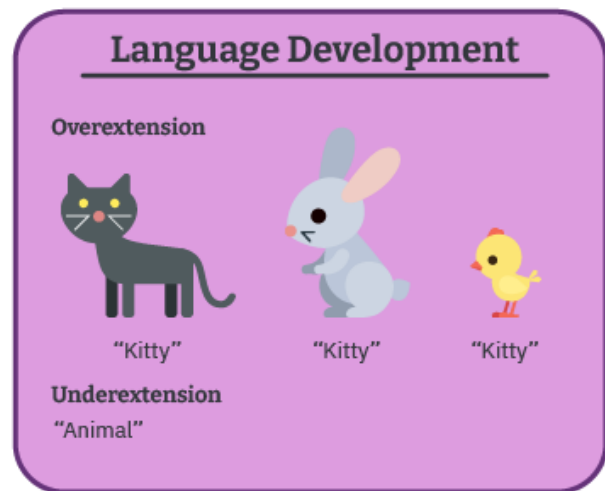 Language Development
Overextension
“Kitty” “Kitty” “Kitty”
Underextension
“Animal”